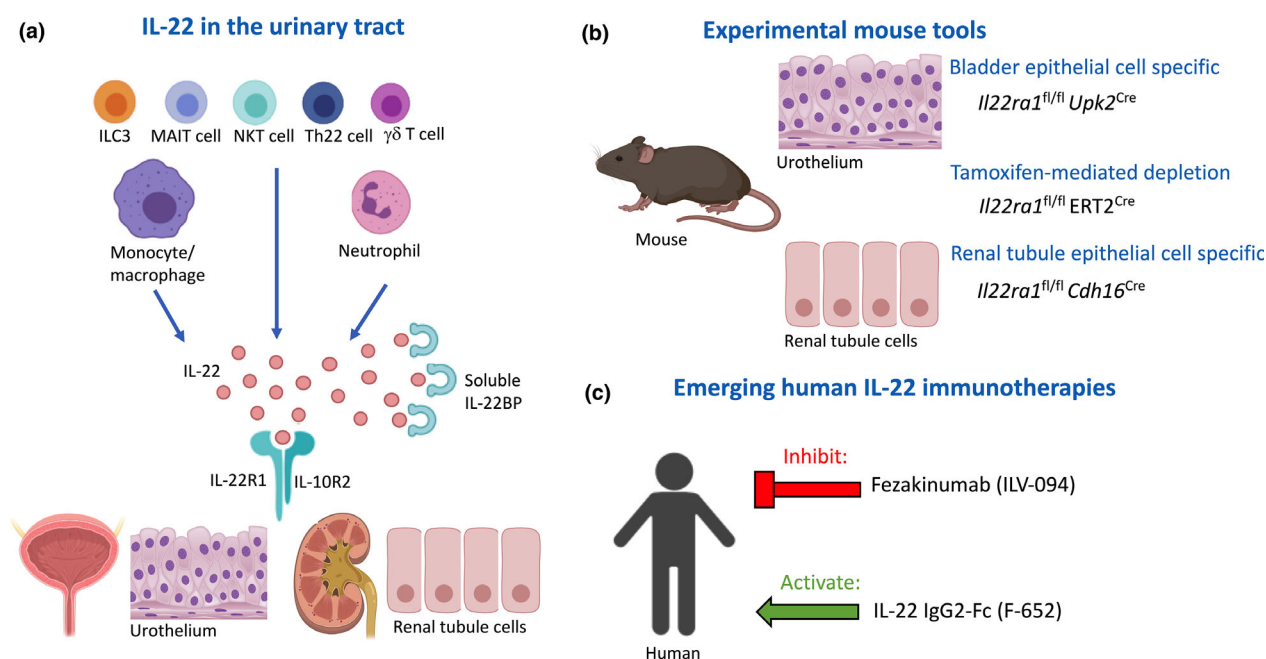 (a)
IL-22 in the urinary tract
ILC3
MAIT cell
NKT cell
Th22 cell
γδ T cell
Monocyte/
macrophage
Neutrophil
IL-22
Soluble
IL-22BP
IL-22R1
IL-10R2
Urothelium
Renal tubule cells
(b)
Experimental mouse tools
Mouse
Urothelium
Bladder epithelial cell specific
Il22ra1fl/fl Upk2Cre
Tamoxifen-mediated depletion
Il22ra1fl/fl ERT2Cre
Renal tubule epithelial cell specific
Il22ra1fl/fl Cdh16Cre
Renal tubule cells
(c)
Emerging human IL-22 immunotherapies
Inhibit:
Fezakinumab (ILV-094)
Activate:
IL-22 IgG2-Fc (F-652)
Human